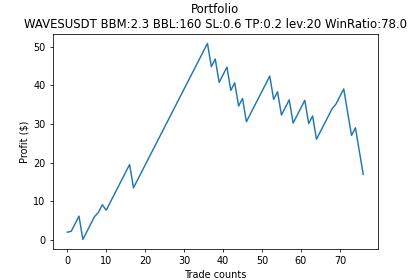 Portfolio
WAVESUSDT BBM:2.3 BBL:160 SL:0.6 TP:0.2 lev:20 WinRatio:78.0
50
40
30
20
10
0
Profit ($)
0 10 20 30 40 50 60 70
Trade counts